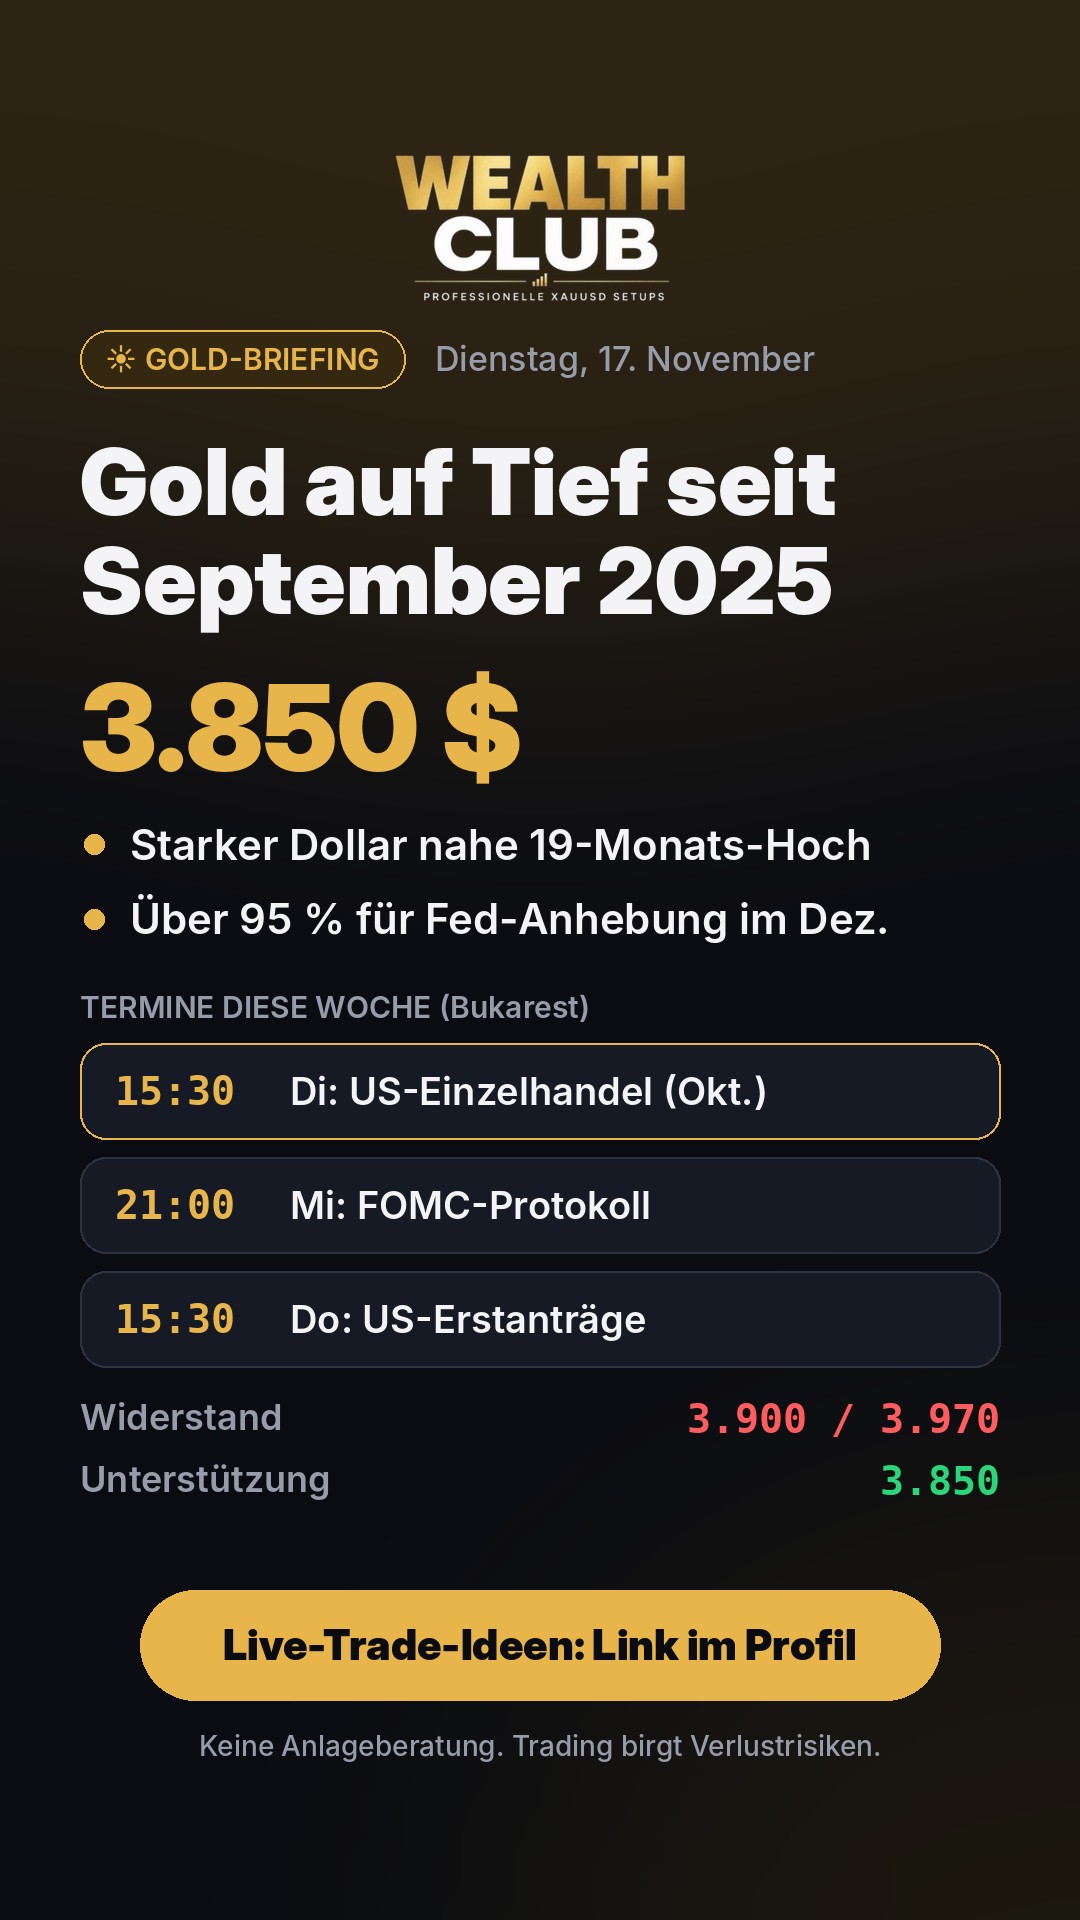 WEALTH
CLUB
PROFESSIONELLE XAUUSD SETUPS
GOLD-BRIEFING
Dienstag, 17. November
Gold auf Tief seit
September 2025
3.850 $
Starker Dollar nahe 19-Monats-Hoch
Über 95 % für Fed-Anhebung im Dez.
TERMINE DIESE WOCHE (Bukarest)
15:30 Di: US-Einzelhandel (Okt.)
21:00 Mi: FOMC-Protokoll
15:30 Do: US-Erstanträge
Widerstand 3.900 / 3.970
Unterstützung 3.850
Live-Trade-Ideen: Link im Profil
Keine Anlageberatung. Trading birgt Verlustrisiken.